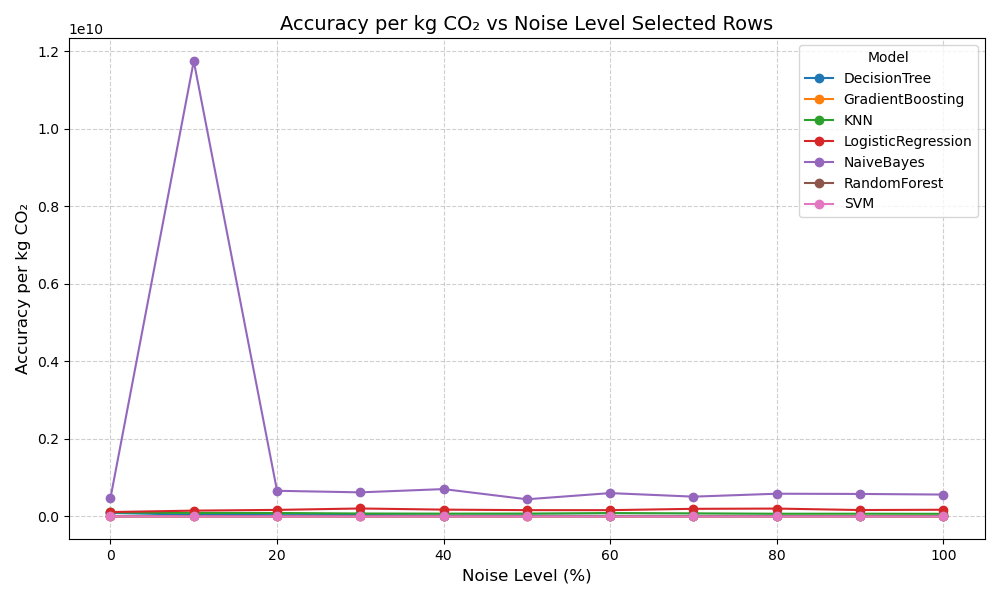 Accuracy per kg CO₂ vs Noise Level Selected Rows
1e10
1.2
1.0
0.8
0.6
0.4
0.2
0.0
Accuracy per kg CO₂
0 20 40 60 80 100
Noise Level (%)
Model
DecisionTree
GradientBoosting
KNN
LogisticRegression
NaiveBayes
RandomForest
SVM